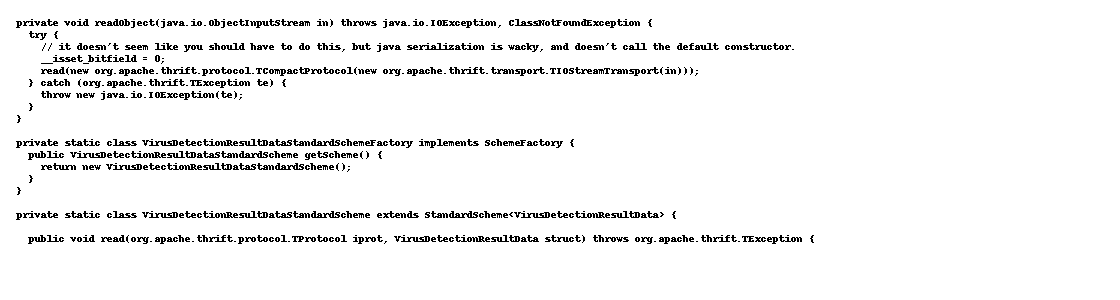 private void readObject(java.io.ObjectInputStream in) throws java.io.IOException, ClassNotFoundException {
  try {
    // it doesn't seem like you should have to do this, but java serialization is wacky, and doesn't call the default constructor.
    __isset_bitfield = 0;
    read(new org.apache.thrift.protocol.TCompactProtocol(new org.apache.thrift.transport.TIOStreamTransport(in)));
  } catch (org.apache.thrift.TException te) {
    throw new java.io.IOException(te);
  }
}

private static class VirusDetectionResultDataStandardSchemeFactory implements SchemeFactory {
  public VirusDetectionResultDataStandardScheme getScheme() {
    return new VirusDetectionResultDataStandardScheme();
  }
}

private static class VirusDetectionResultDataStandardScheme extends StandardScheme<VirusDetectionResultData> {

  public void read(org.apache.thrift.protocol.TProtocol iprot, VirusDetectionResultData struct) throws org.apache.thrift.TException {